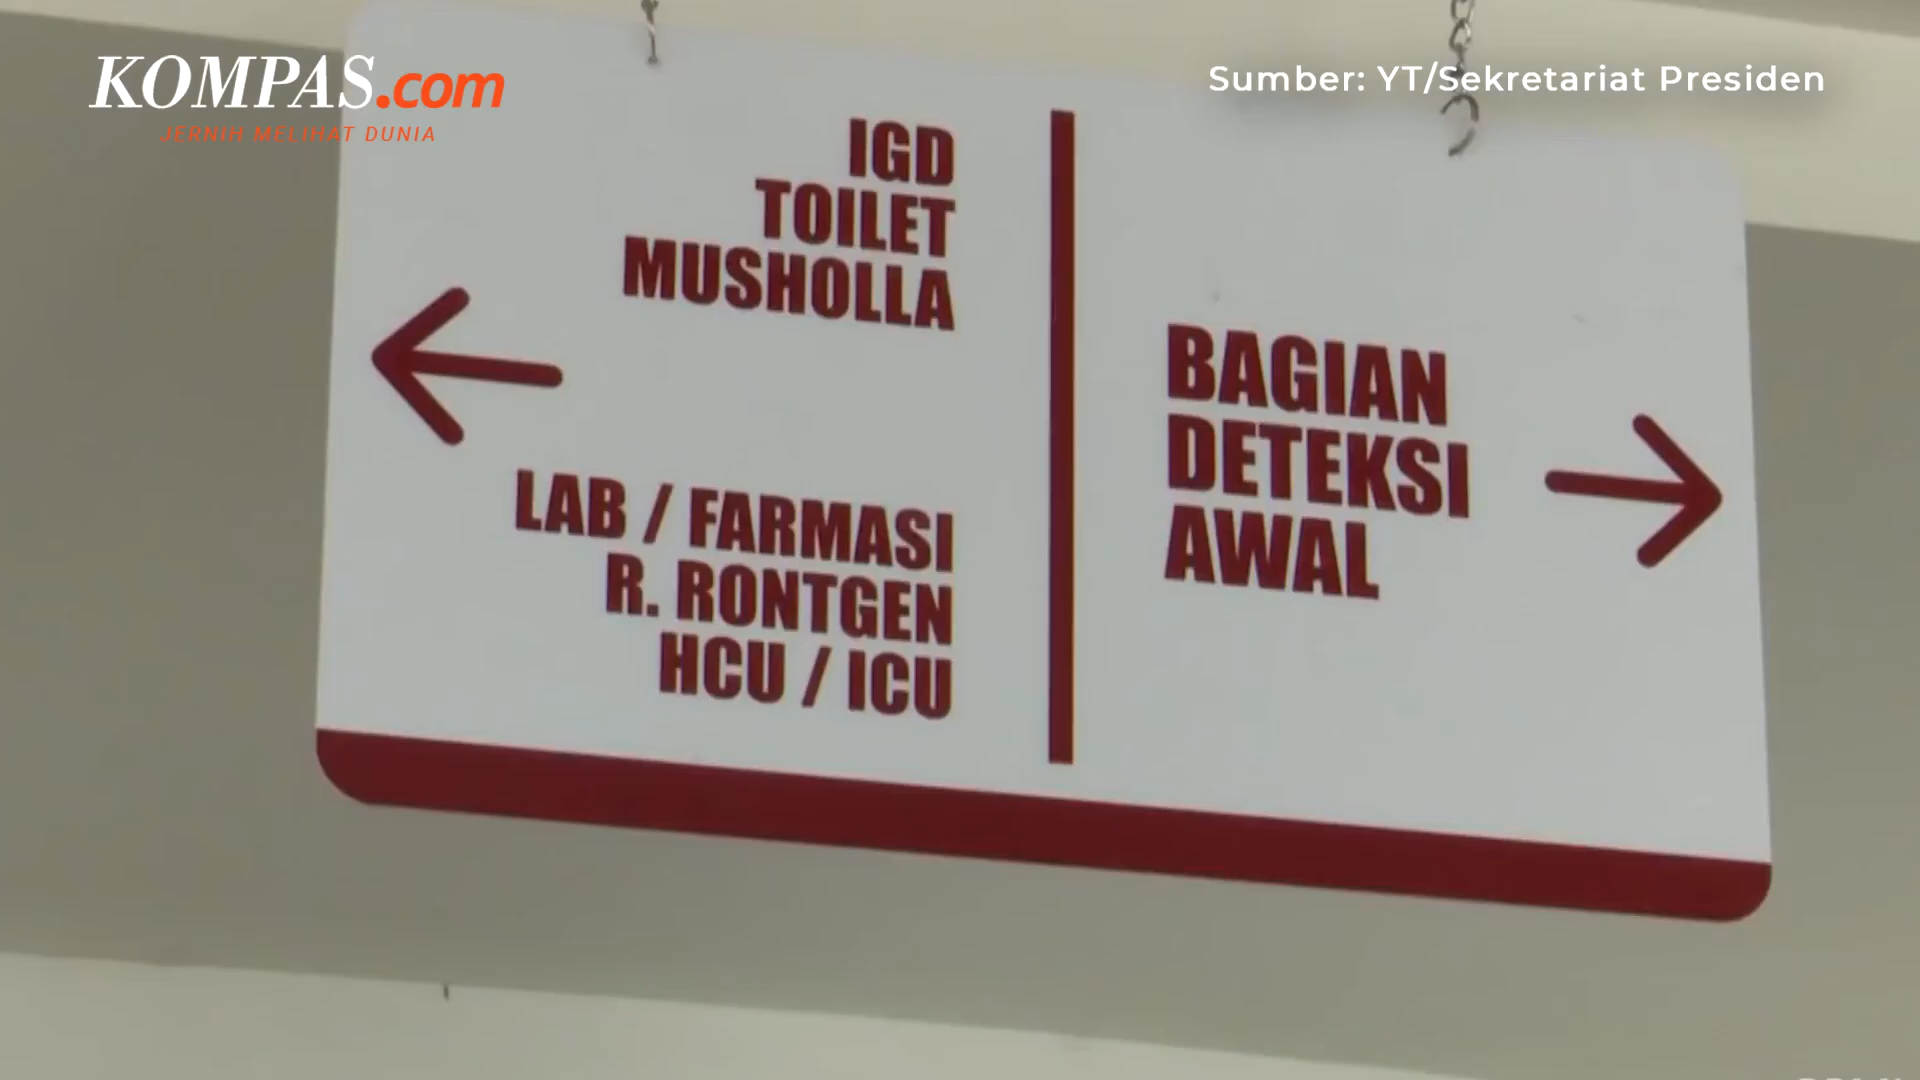 KOMPAS.com
JERNIH MELIHAT DUNIA
Sumber: YT/Sekretariat Presiden
IGD
TOILET
MUSHOLLA
LAB / FARMASI
R. RONTGEN
HCU / ICU
BAGIAN
DETEKSI
AWAL